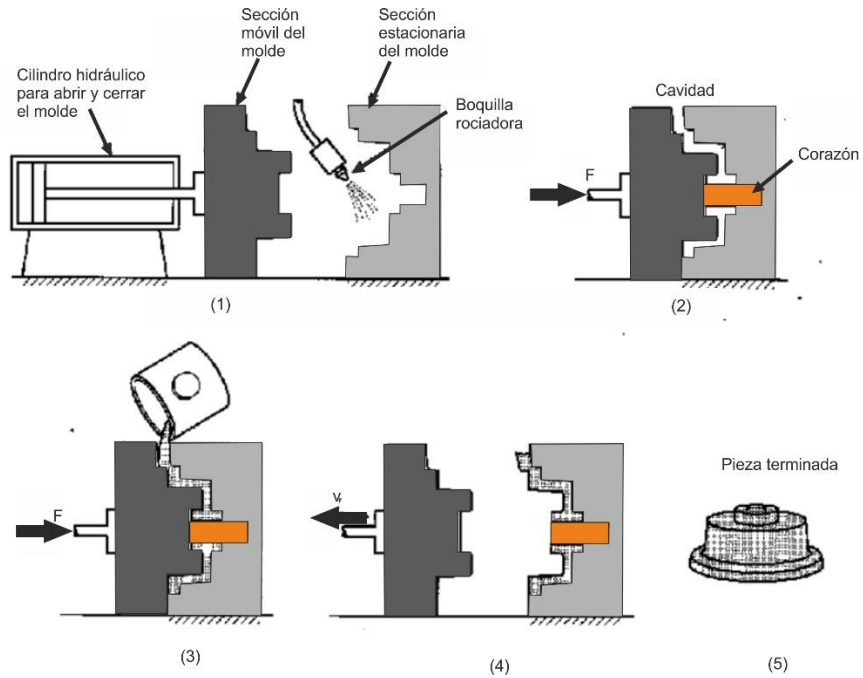 Sección
móvil del
molde
Sección
estacionaria
del molde
Cilindro hidráulico
para abrir y cerrar
el molde
Boquilla
rociadora
(1)
Cavidad
Corazón
F
(2)
F
(3)
v,
(4)
Pieza terminada
(5)